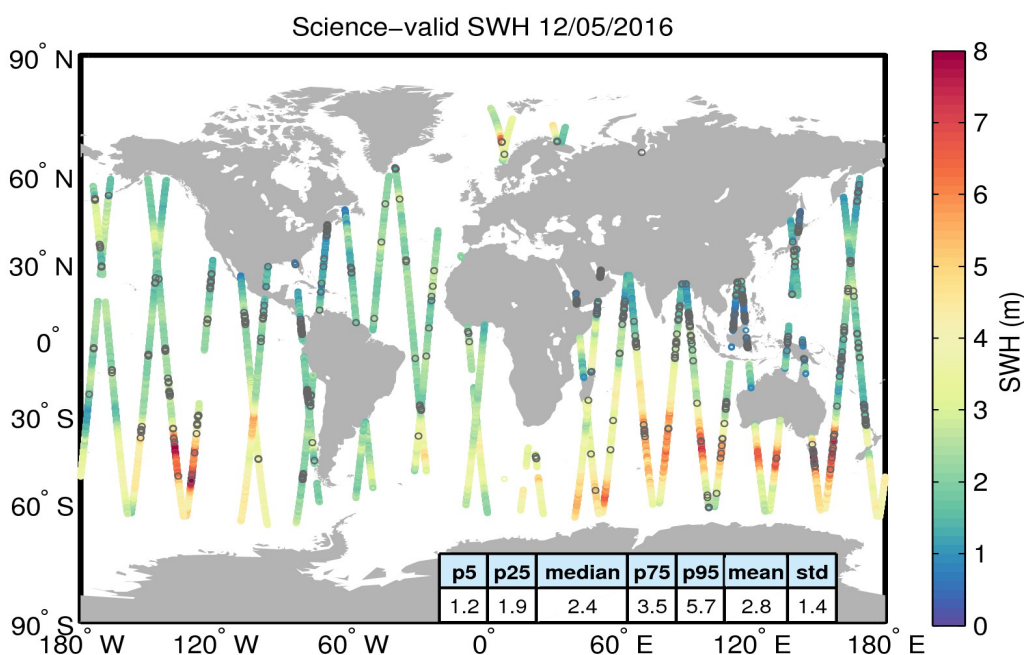 Science−valid SWH 12/05/2016
90° N
60° N
30° N
0°
30° S
60° S
90° S
180° W
120° W
60° W
0°
60° E
120° E
180° E
p5 p25 median p75 p95 mean std
1.2 1.9 2.4 3.5 5.7 2.8 1.4
8
7
6
5
4
3
2
1
0
SWH (m)